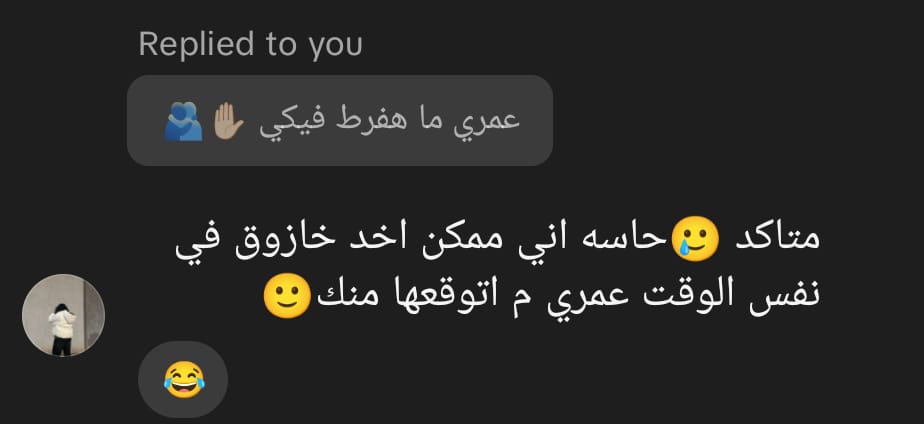 Replied to you
عمري ما هفرط فيكي ✋🏼🫂
متاكد 🥲حاسه اني ممكن اخد خازوق في
نفس الوقت عمري م اتوقعها منك🙂
😂